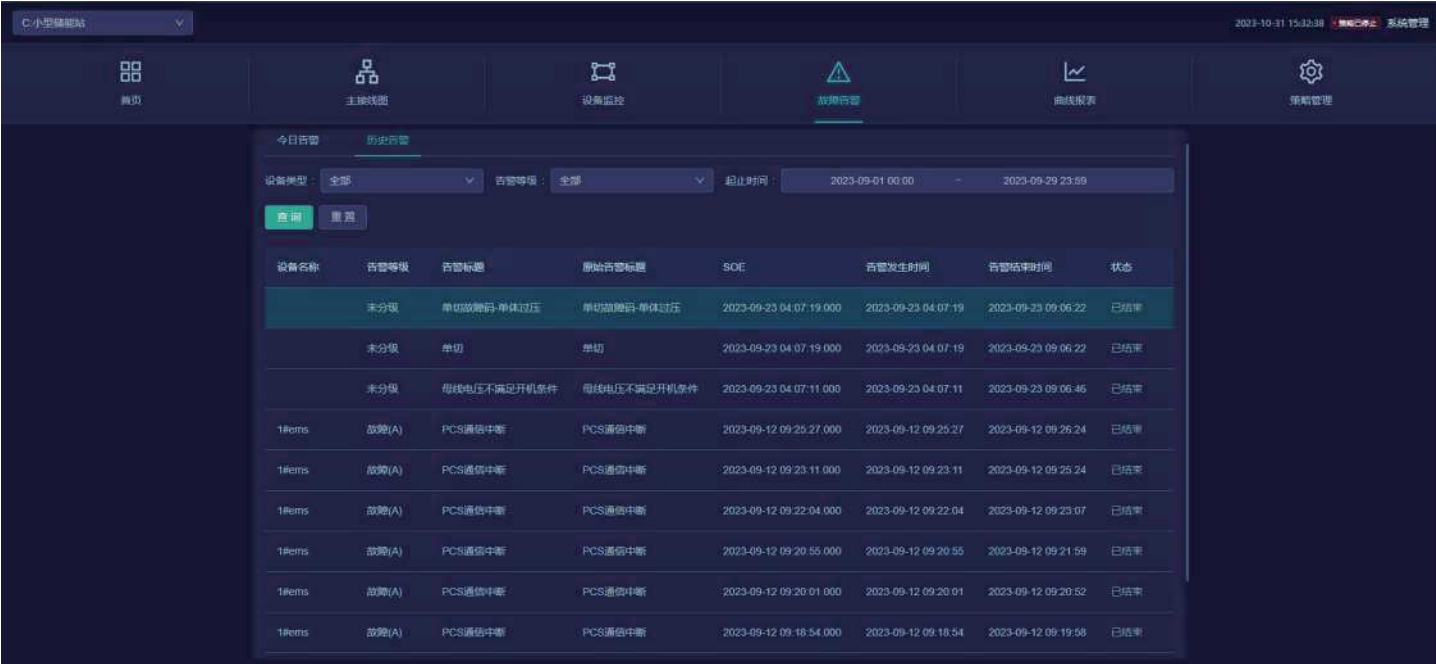 C:小型储能站
2023-10-31 15:32:38 策略已停止 系统管理
首页 主接线图 设备监控 故障告警 曲线报表 策略管理
今日告警 历史告警
设备类型: 全部 告警等级: 全部 起止时间: 2023-09-01 00:00 ~ 2023-09-29 23:59
查询 重置
设备名称 告警等级 告警标题 原始告警标题 SOE 告警发生时间 告警结束时间 状态
未分级 单切故障码-单体过压 单切故障码-单体过压 2023-09-23 04:07:19.000 2023-09-23 04:07:19 2023-09-23 09:06:22 已结束
未分级 单切 单切 2023-09-23 04:07:19.000 2023-09-23 04:07:19 2023-09-23 09:06:22 已结束
未分级 母线电压不满足开机条件 母线电压不满足开机条件 2023-09-23 04:07:11.000 2023-09-23 04:07:11 2023-09-23 09:06:46 已结束
1#ems 故障(A) PCS通信中断 PCS通信中断 2023-09-12 09:25:27.000 2023-09-12 09:25:27 2023-09-12 09:26:24 已结束
1#ems 故障(A) PCS通信中断 PCS通信中断 2023-09-12 09:23:11.000 2023-09-12 09:23:11 2023-09-12 09:25:24 已结束
1#ems 故障(A) PCS通信中断 PCS通信中断 2023-09-12 09:22:04.000 2023-09-12 09:22:04 2023-09-12 09:23:07 已结束
1#ems 故障(A) PCS通信中断 PCS通信中断 2023-09-12 09:20:55.000 2023-09-12 09:20:55 2023-09-12 09:21:59 已结束
1#ems 故障(A) PCS通信中断 PCS通信中断 2023-09-12 09:20:01.000 2023-09-12 09:20:01 2023-09-12 09:20:52 已结束
1#ems 故障(A) PCS通信中断 PCS通信中断 2023-09-12 09:18:54.000 2023-09-12 09:18:54 2023-09-12 09:19:58 已结束